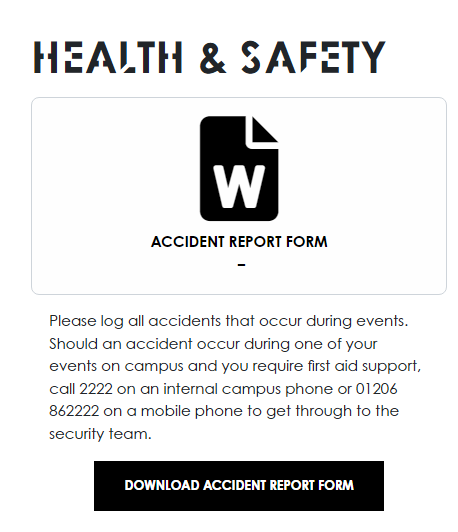 HEALTH & SAFETY
W
ACCIDENT REPORT FORM
–
Please log all accidents that occur during events.
Should an accident occur during one of your
events on campus and you require first aid support,
call 2222 on an internal campus phone or 01206
862222 on a mobile phone to get through to the
security team.
DOWNLOAD ACCIDENT REPORT FORM